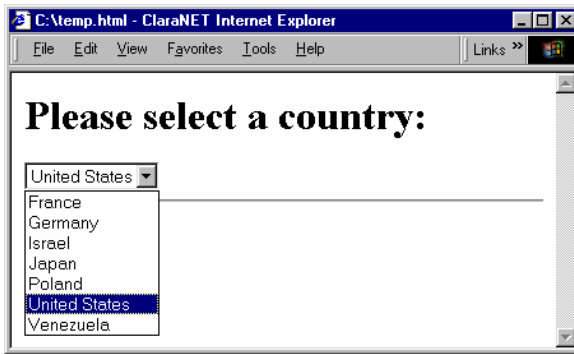 C:\temp.html - ClaraNET Internet Explorer
File Edit View Favorites Tools Help Links »
Please select a country:
United States
France
Germany
Israel
Japan
Poland
United States
Venezuela